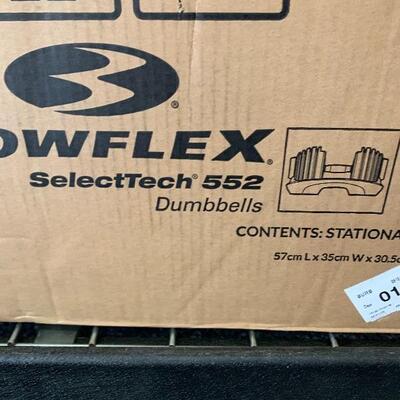 OWFLEX®
SelectTech® 552
Dumbbells
CONTENTS: STATIONA
57cm L x 35cm W x 30.5c
01